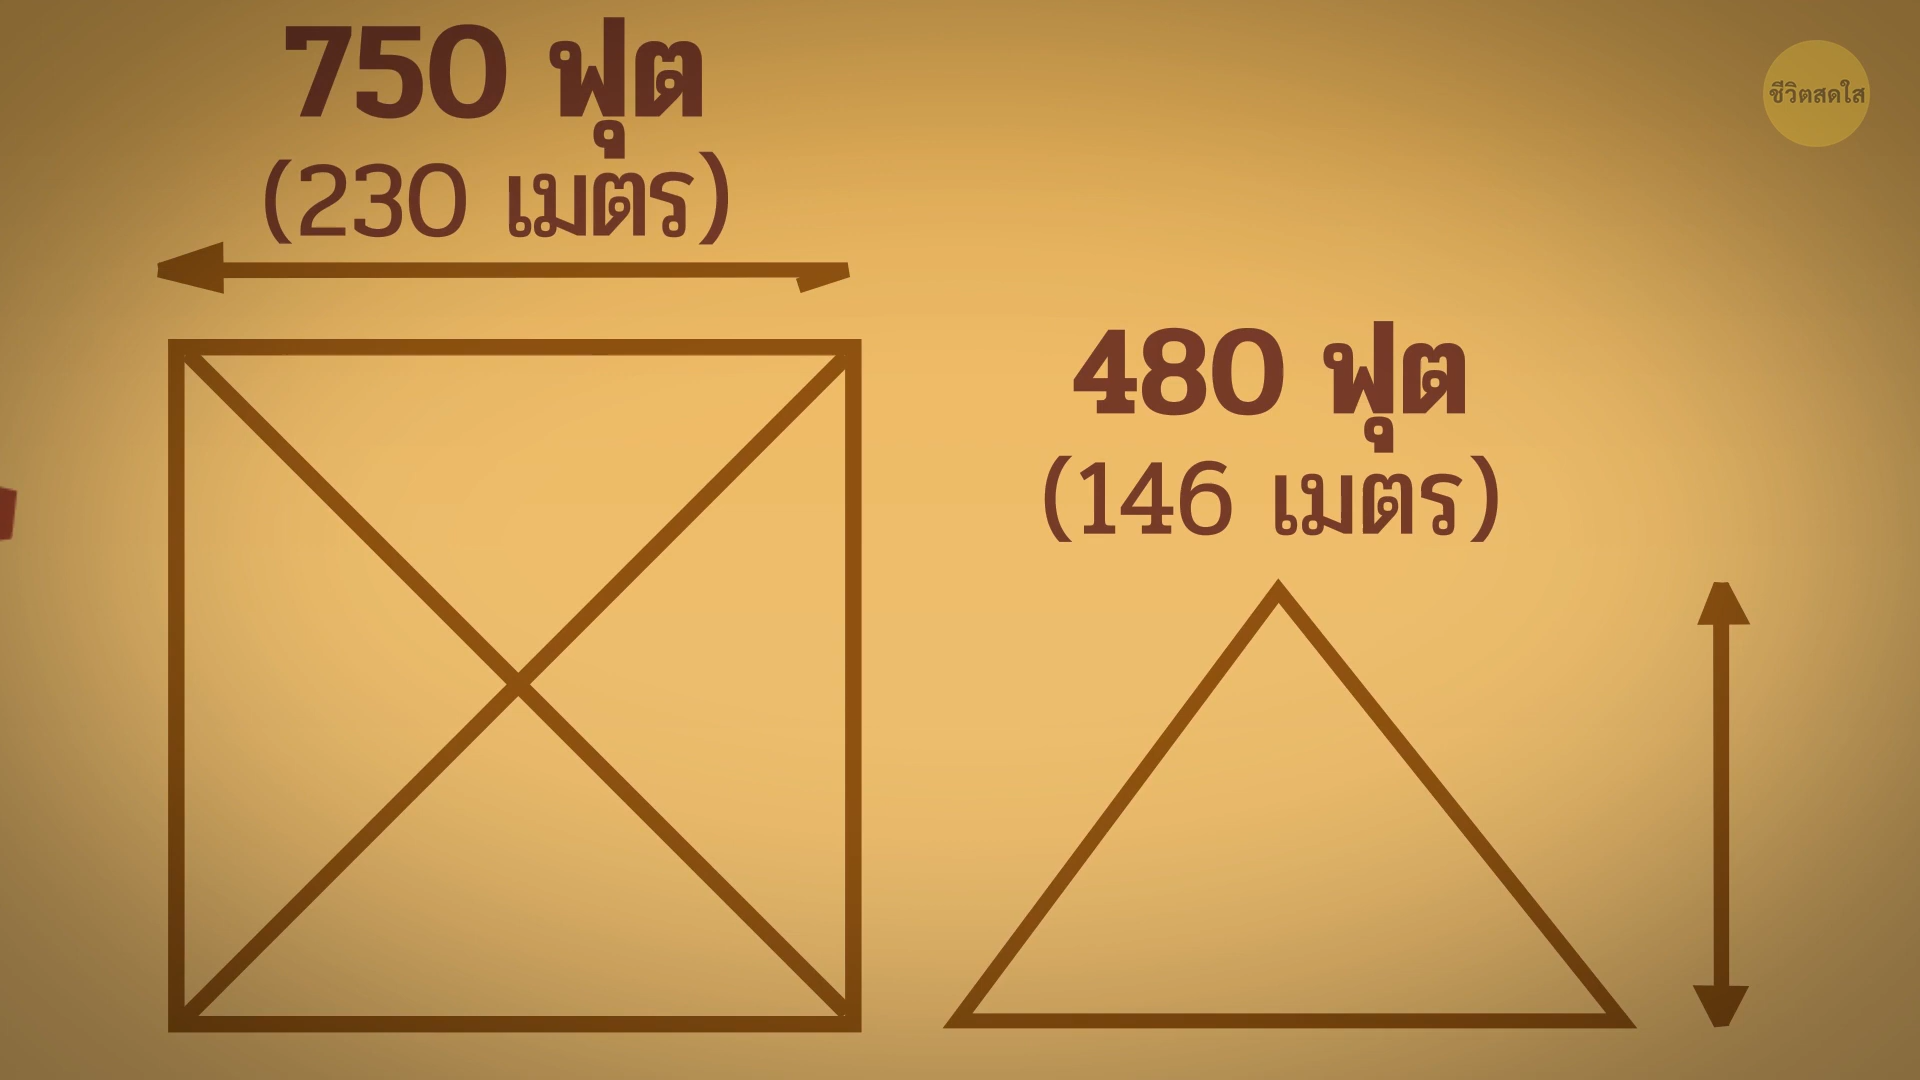 750 ฟุต
(230 เมตร)
ชีวิตสดใส
480 ฟุต
(146 เมตร)